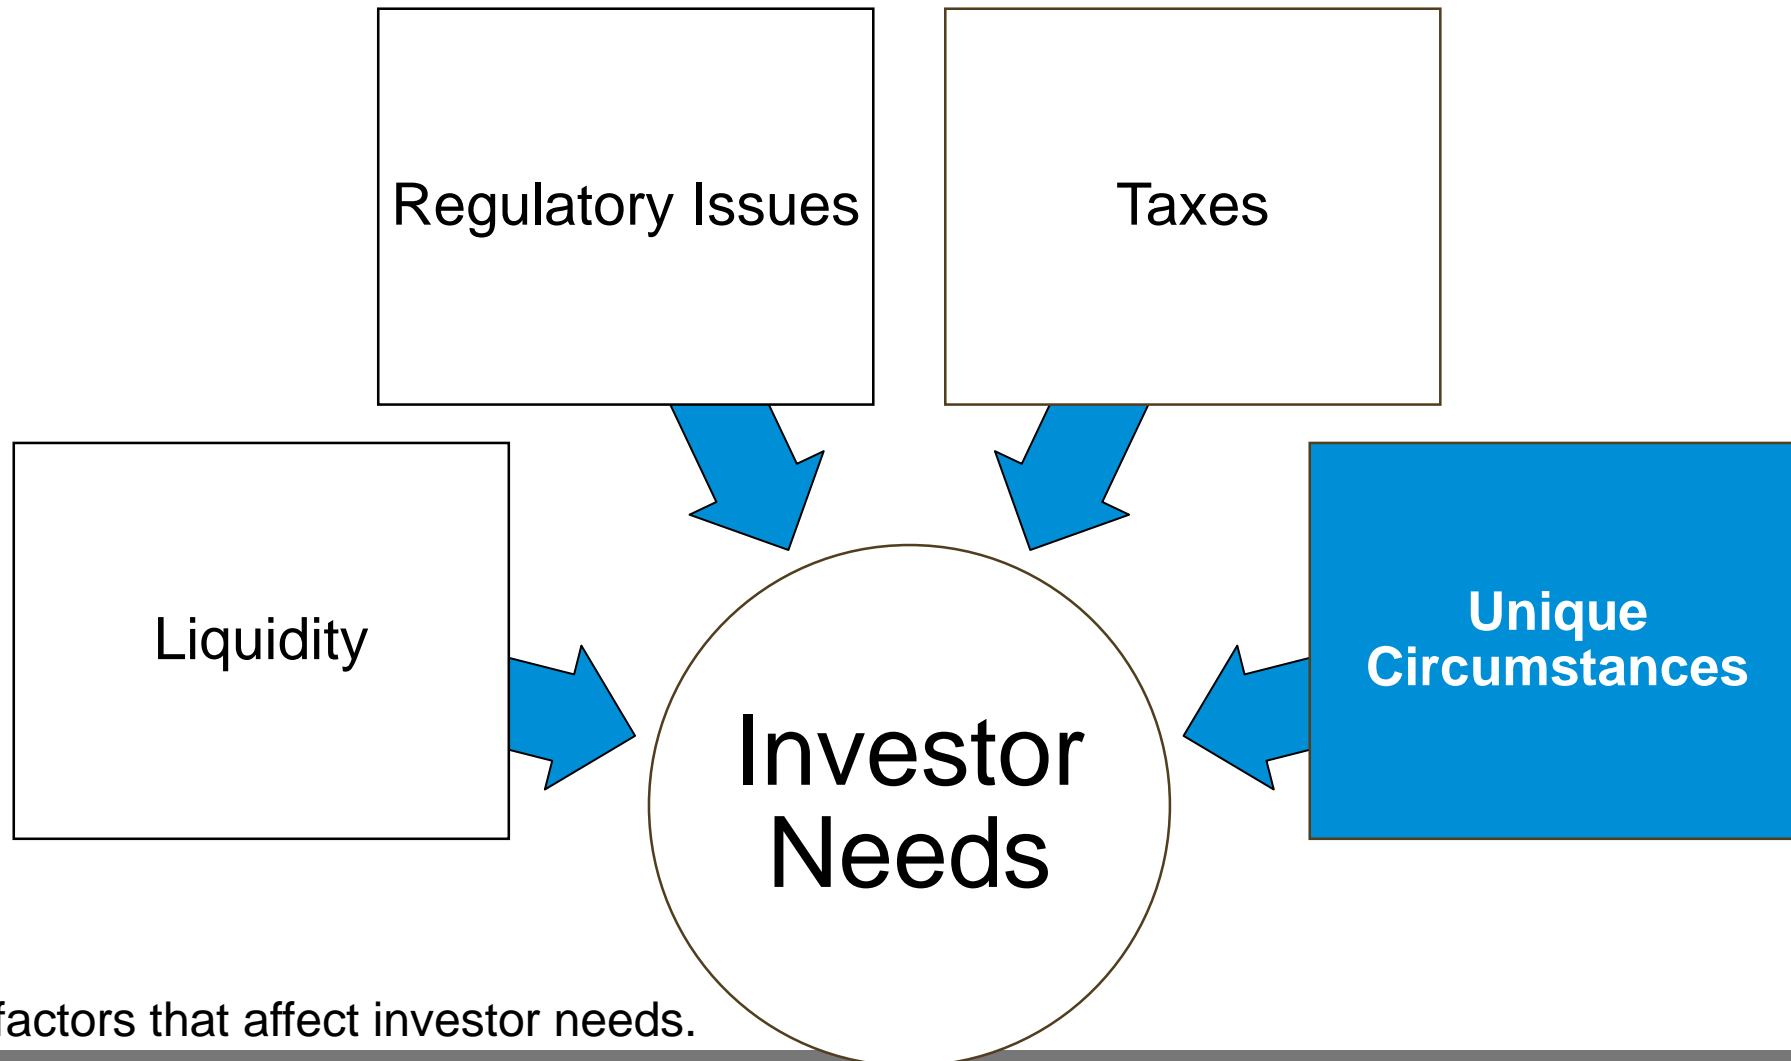 Regulatory Issues
Taxes
Liquidity
Unique
Circumstances
Investor
Needs
factors that affect investor needs.